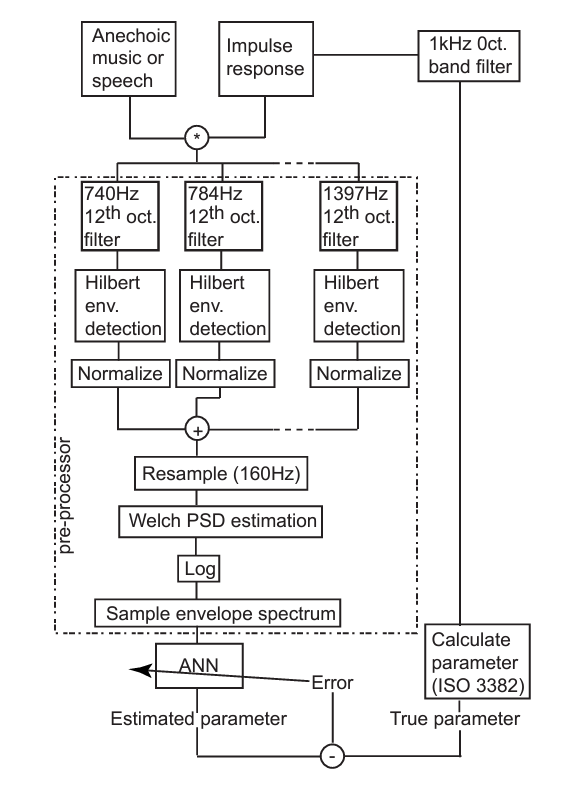 Anechoic
music or
speech
Impulse
response
1kHz 0ct.
band filter
*
740Hz
12th oct.
filter
784Hz
12th oct.
filter
1397Hz
12th oct.
filter
Hilbert
env.
detection
Hilbert
env.
detection
Hilbert
env.
detection
Normalize
Normalize
Normalize
+
Resample (160Hz)
Welch PSD estimation
Log
Sample envelope spectrum
pre-processor
ANN
Error
Calculate
parameter
(ISO 3382)
Estimated parameter
True parameter
-